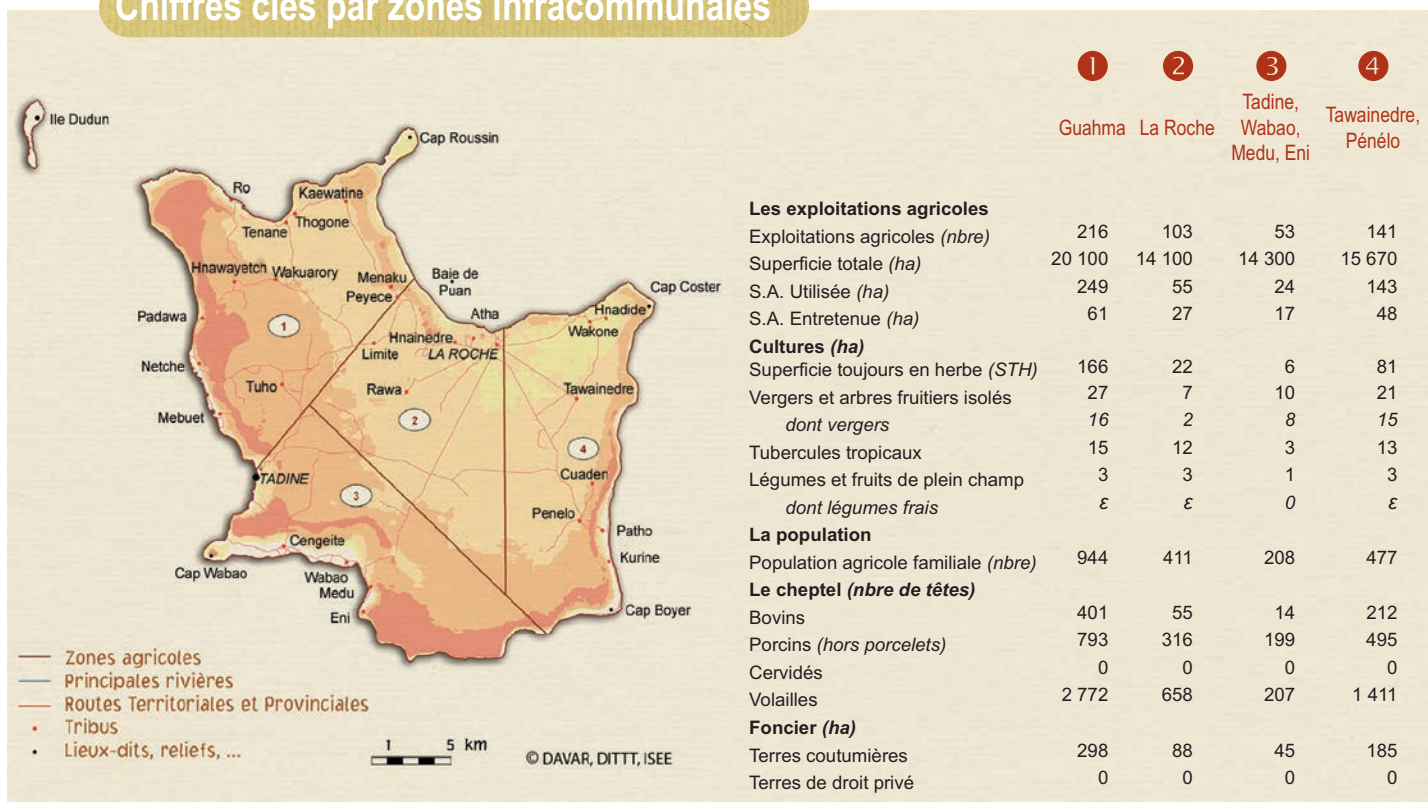 Chiffres clés par zones infracommunales
Ile Dudun
Cap Roussin
Ro
Kaewatine
Thogone
Tenane
Hnawayetch
Wakuarory
Menaku
Baie de
Puan
Peyece
Cap Coster
Padawa
1
Atha
Hnadide
Hnainedre
Wakone
Limite
LA ROCHE
Netche
Tuho
Rawa
Tawainedre
Mebuet
2
4
TADINE
Cuaden
3
Penelo
Patho
Cengeite
Kurine
Cap Wabao
Wabao
Medu
Eni
Cap Boyer
Zones agricoles
Principales rivières
Routes Territoriales et Provinciales
Tribus
Lieux-dits, reliefs, ...
1 5 km
© DAVAR, DITTT, ISEE
1 2 3 4
Guahma La Roche Tadine, Wabao, Medu, Eni Tawainedre, Pénélo
Les exploitations agricoles
Exploitations agricoles (nbre) 216 103 53 141
Superficie totale (ha) 20 100 14 100 14 300 15 670
S.A. Utilisée (ha) 249 55 24 143
S.A. Entretenue (ha) 61 27 17 48
Cultures (ha)
Superficie toujours en herbe (STH) 166 22 6 81
Vergers et arbres fruitiers isolés 27 7 10 21
dont vergers 16 2 8 15
Tubercules tropicaux 15 12 3 13
Légumes et fruits de plein champ 3 3 1 3
dont légumes frais ε ε 0 ε
La population
Population agricole familiale (nbre) 944 411 208 477
Le cheptel (nbre de têtes)
Bovins 401 55 14 212
Porcins (hors porcelets) 793 316 199 495
Cervidés 0 0 0 0
Volailles 2 772 658 207 1 411
Foncier (ha)
Terres coutumières 298 88 45 185
Terres de droit privé 0 0 0 0